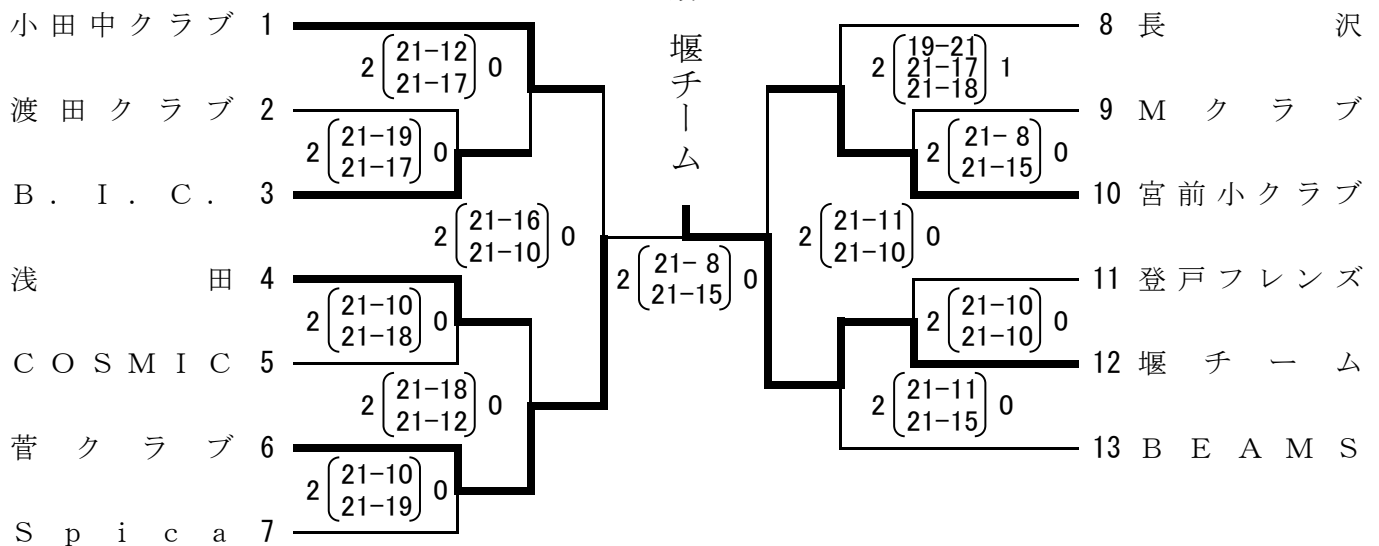 小田中クラブ 1
2 21-12 0
21-17
渡田クラブ 2
2 21-19 0
21-17
B．I．C． 3
2 21-16 0
21-10
浅田 4
2 21-10 0
21-18
COSMIC 5
2 21-18 0
21-12
菅クラブ 6
2 21-10 0
21-19
Spica 7
堰チーム
2 21- 8 0
21-15
8 長沢
2 19-21 1
21-17
21-18
9 Mクラブ
2 21- 8 0
21-15
10 宮前小クラブ
2 21-11 0
21-10
11 登戸フレンズ
2 21-10 0
21-10
12 堰チーム
2 21-11 0
21-15
13 BEAMS